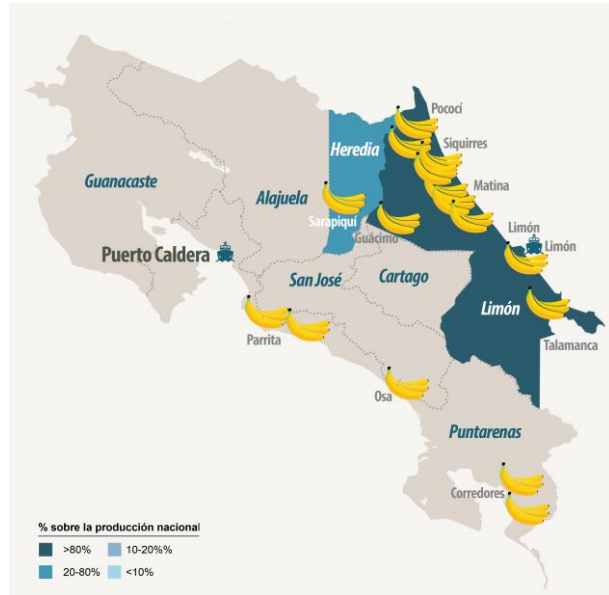 Pococí
Siquirres
Heredia
Matina
Guanacaste
Alajuela
Sarapiquí
Guácimo
Limón
Limón
Puerto Caldera
San José
Cartago
Limón
Parrita
Talamanca
Osa
Puntarenas
Corredores
% sobre la producción nacional
>80% 10-20%%
20-80% <10%